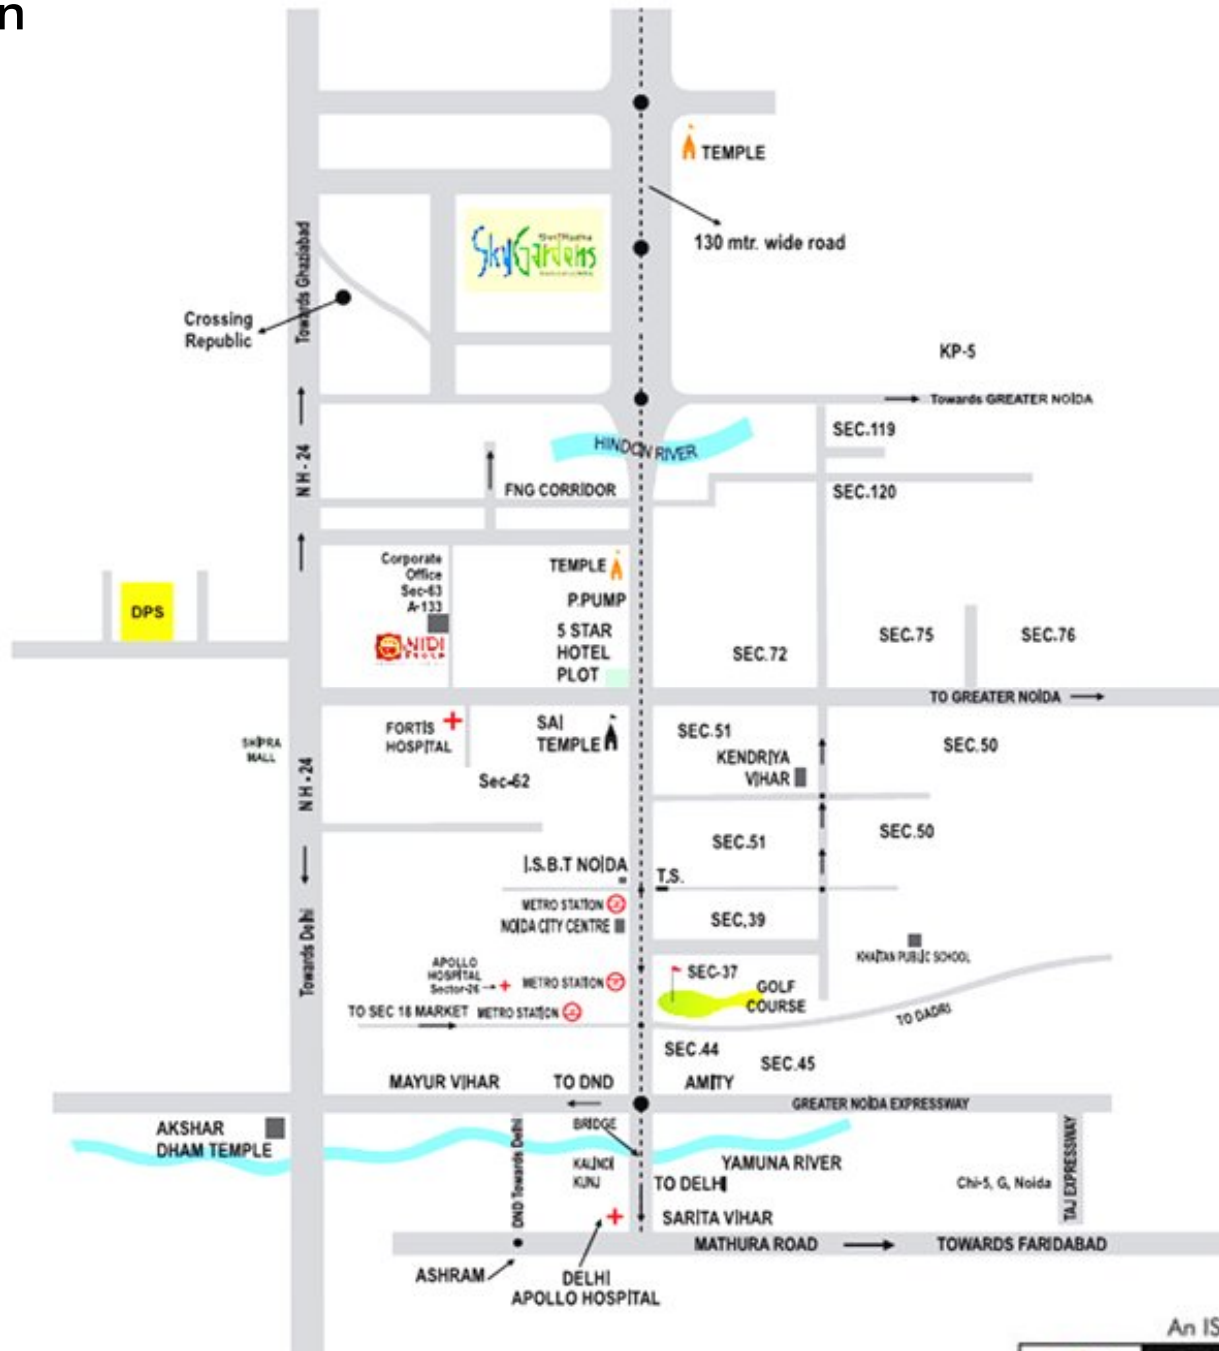 n
TEMPLE
130 mtr. wide road
Sky Gardens
Towards Ghaziabad
Crossing
Republic
KP-5
Towards GREATER NOIDA
SEC.119
HINDON RIVER
NH - 24
FNG CORRIDOR
SEC.120
Corporate
Office
Sec-63
A-133
TEMPLE
P.PUMP
DPS
5 STAR
HOTEL
PLOT
NIDI
SEC.72
SEC.75
SEC.76
TO GREATER NOIDA
FORTIS
HOSPITAL
SAI
TEMPLE
SEC.51
KENDRIYA
VIHAR
SEC.50
SHIPRA
MALL
NH - 24
Sec-62
SEC.51
SEC.50
I.S.B.T NOIDA
T.S.
METRO STATION
NOIDA CITY CENTRE
SEC,39
Towards Delhi
KHAITAN PUBLIC SCHOOL
APOLLO
HOSPITAL
Sector-26
METRO STATION
SEC-37
GOLF
COURSE
TO SEC 18 MARKET
METRO STATION
TO DADRI
SEC.44
SEC.45
MAYUR VIHAR
TO DND
AMITY
GREATER NOIDA EXPRESSWAY
AKSHAR
DHAM TEMPLE
BRIDGE
DND Towards Delhi
KALINDI
KUNJ
YAMUNA RIVER
TO DELHI
Chi-5, G, Noida
TAJ EXPRESSWAY
SARITA VIHAR
MATHURA ROAD
TOWARDS FARIDABAD
ASHRAM
DELHI
APOLLO HOSPITAL
An IS